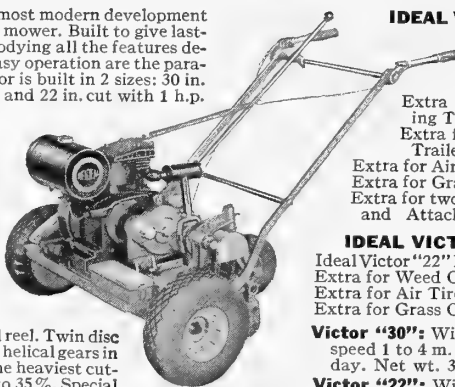 most modern development
mower. Built to give last-
odying all the features de-
asy operation are the para-
or is built in 2 sizes: 30 in.
and 22 in. cut with 1 h.p.
l reel. Twin disc
helical gears in
he heaviest cut-
to 35%. Special
IDEAL V
Extra
ing T
Extra f
Traile
Extra for Air
Extra for Gra
Extra for two
and Attach
IDEAL VICT
Ideal Victor "22"
Extra for Weed C
Extra for Air Tire
Extra for Grass C
Victor "30": Wi
speed 1 to 4 m.
day. Net wt. 3
Victor "22": Wi